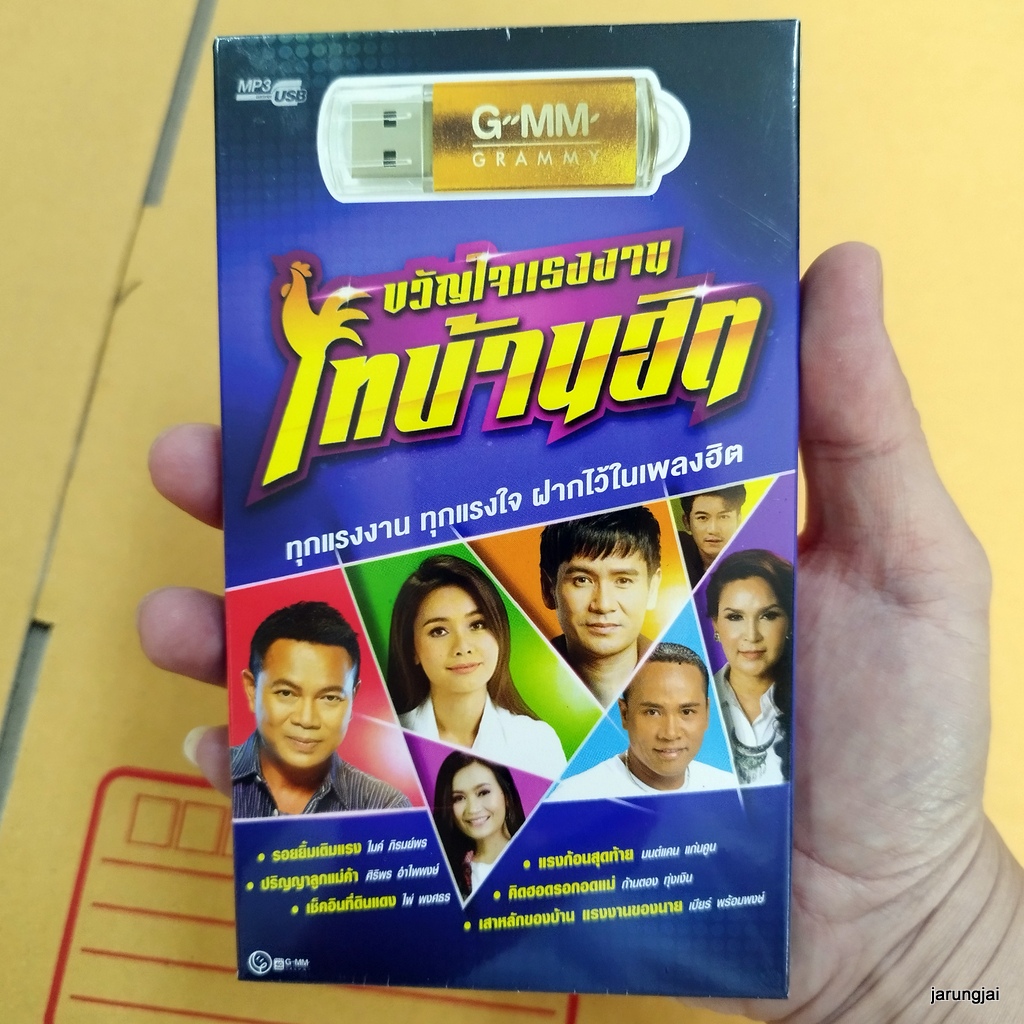 MP3
USB
G-MM'
GRAMMY
ขวัญใจแรงงาน
ไทบ้านฮิต
ทุกแรงงาน ทุกแรงใจ ฝากไว้ในเพลงฮิต
• รอยยิ้มเติมแรง ไมค์ ภิรมย์พร
• ปริญญาลูกแม่ค้า ศิริพร อำไพพงษ์
• เช็คอินที่ดินแดง ไผ่ พงศธร
• แรงก้อนสุดท้าย มนต์แคน แก่นคูน
• คิดฮอดรอกอดแม่ ก้านตอง ทุ่งเงิน
• เสาหลักของบ้าน แรงงานของนาย เบียร์ พร้อมพงษ์
G-MM
jarungjai